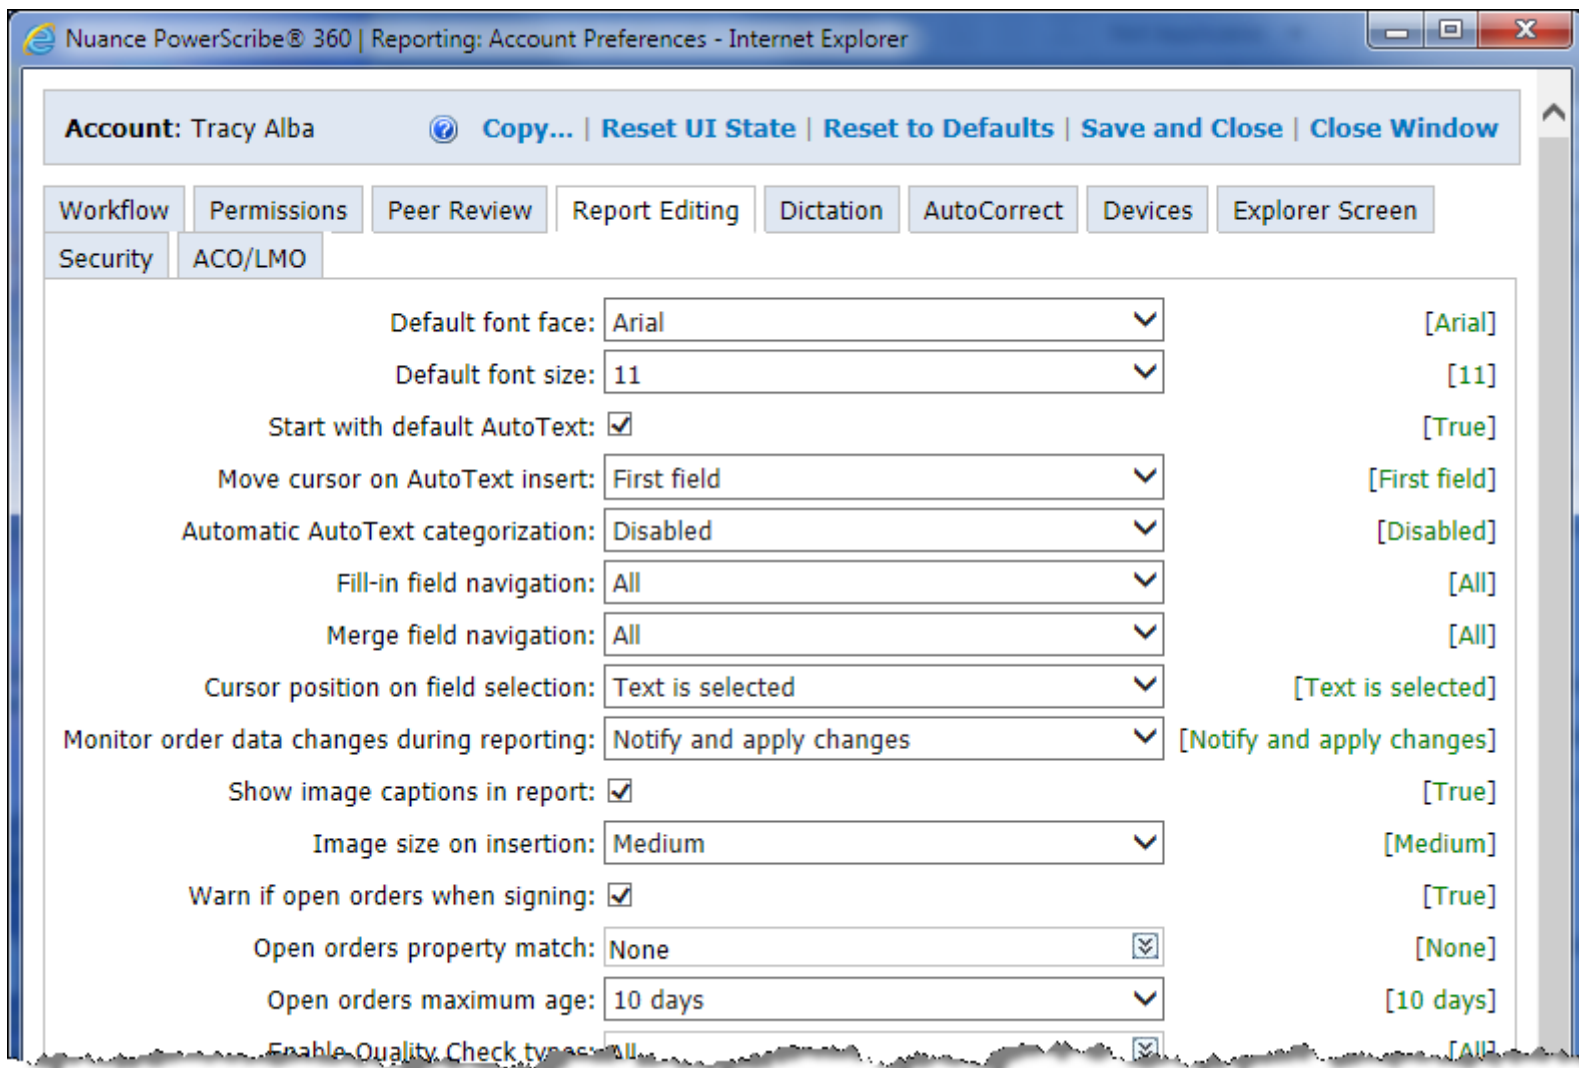 Nuance PowerScribe® 360 | Reporting: Account Preferences - Internet Explorer
Account: Tracy Alba Copy... | Reset UI State | Reset to Defaults | Save and Close | Close Window
Workflow Permissions Peer Review Report Editing Dictation AutoCorrect Devices Explorer Screen
Security ACO/LMO
Default font face: Arial [Arial]
Default font size: 11 [11]
Start with default AutoText: [True]
Move cursor on AutoText insert: First field [First field]
Automatic AutoText categorization: Disabled [Disabled]
Fill-in field navigation: All [All]
Merge field navigation: All [All]
Cursor position on field selection: Text is selected [Text is selected]
Monitor order data changes during reporting: Notify and apply changes [Notify and apply changes]
Show image captions in report: [True]
Image size on insertion: Medium [Medium]
Warn if open orders when signing: [True]
Open orders property match: None [None]
Open orders maximum age: 10 days [10 days]
Enable Quality Check types: All [All]